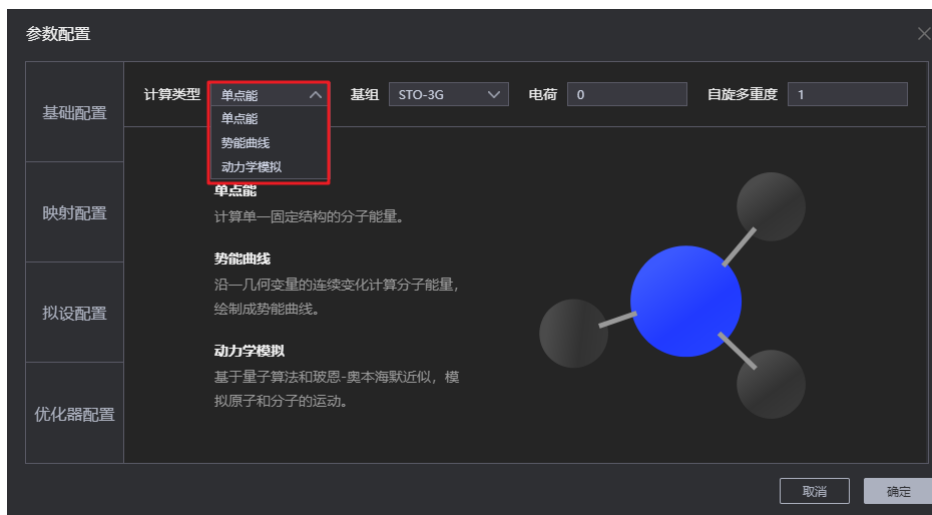 参数配置
基础配置
映射配置
拟设配置
优化器配置
计算类型 单点能 基组 STO-3G 电荷 0 自旋多重度 1
单点能
势能曲线
动力学模拟
单点能
计算单一固定结构的分子能量。
势能曲线
沿一几何变量的连续变化计算分子能量，
绘制成势能曲线。
动力学模拟
基于量子算法和玻恩-奥本海默近似，模
拟原子和分子的运动。
取消 确定